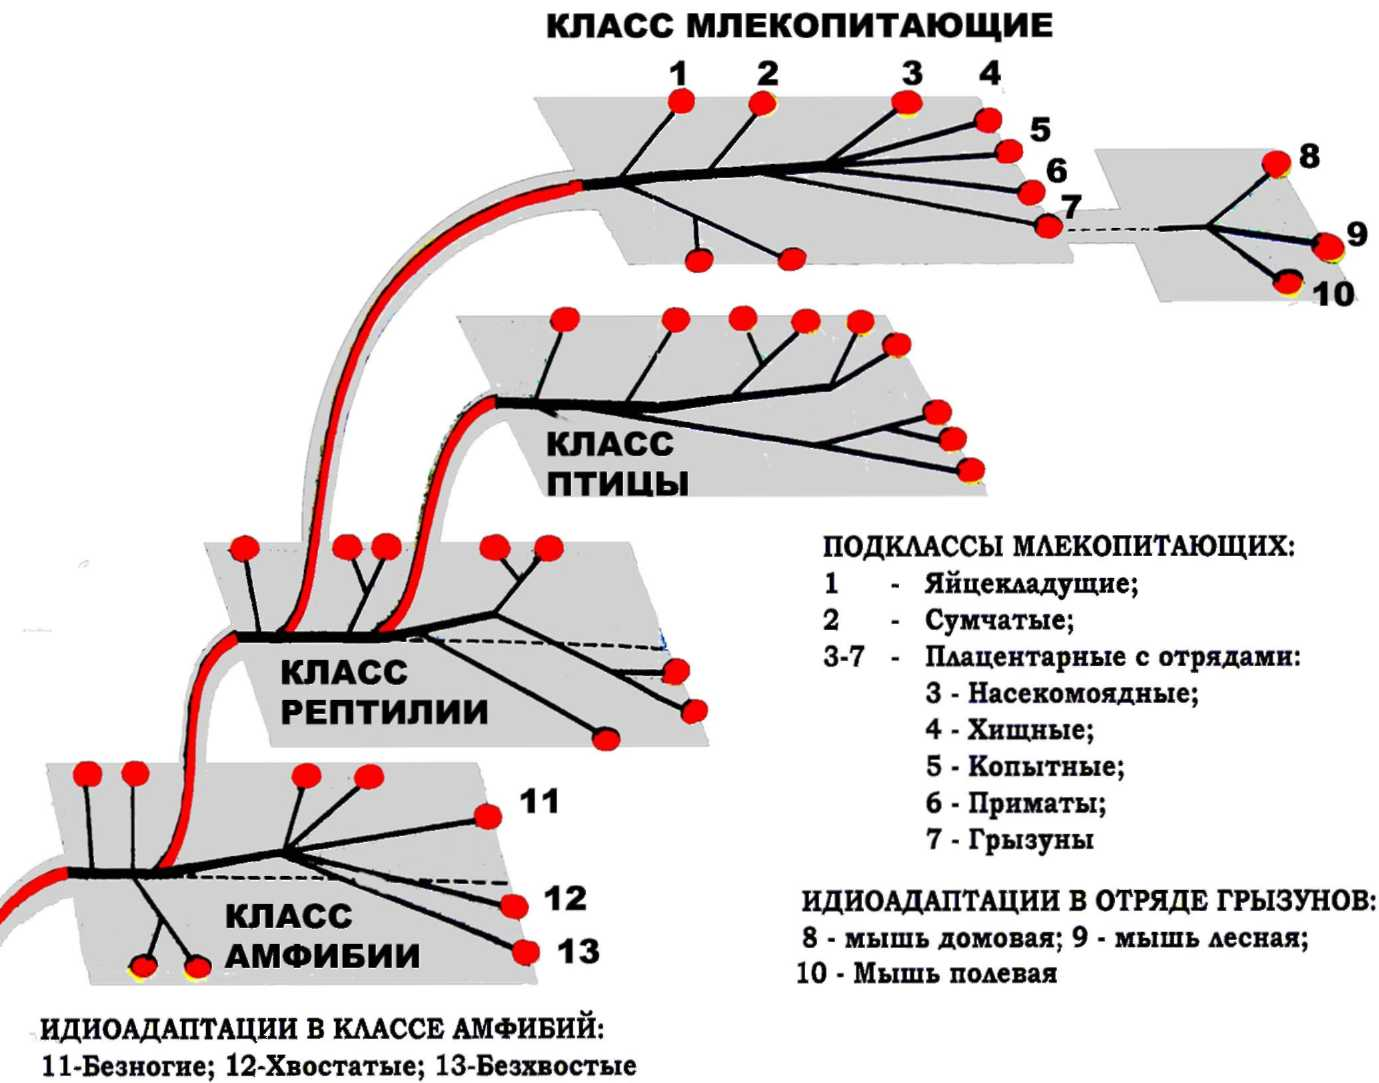 КЛАСС МЛЕКОПИТАЮЩИЕ
1 2 3 4
5
6
7
8
9
10
КЛАСС
ПТИЦЫ
КЛАСС
РЕПТИЛИИ
КЛАСС
АМФИБИИ
11
12
13
ПОДКЛАССЫ МЛЕКОПИТАЮЩИХ:
1 - Яйцекладущие;
2 - Сумчатые;
3-7 - Плацентарные с отрядами:
3 - Насекомоядные;
4 - Хищные;
5 - Копытные;
6 - Приматы;
7 - Грызуны
ИДИОАДАПТАЦИИ В ОТРЯДЕ ГРЫЗУНОВ:
8 - мышь домовая; 9 - мышь лесная;
10 - Мышь полевая
ИДИОАДАПТАЦИИ В КЛАССЕ АМФИБИЙ:
11-Безногие; 12-Хвостатые; 13-Безхвостые